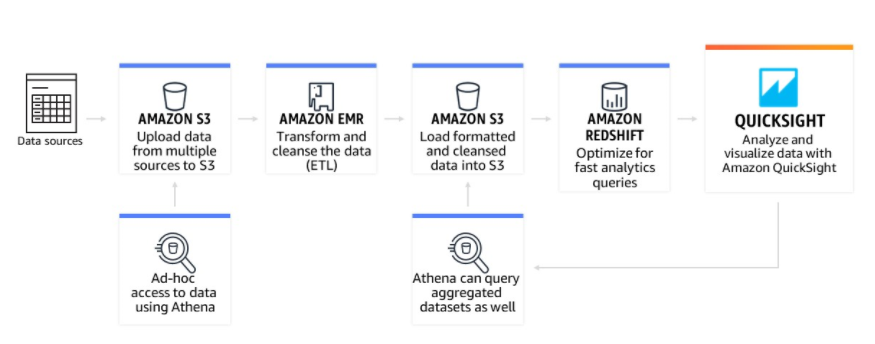 Data sources
AMAZON S3
Upload data
from multiple
sources to S3
AMAZON EMR
Transform and
cleanse the data
(ETL)
AMAZON S3
Load formatted
and cleansed
data into S3
AMAZON
REDSHIFT
Optimize for
fast analytics
queries
QUICKSIGHT
Analyze and
visualize data with
Amazon QuickSight
Ad-hoc
access to data
using Athena
Athena can query
aggregated
datasets as well